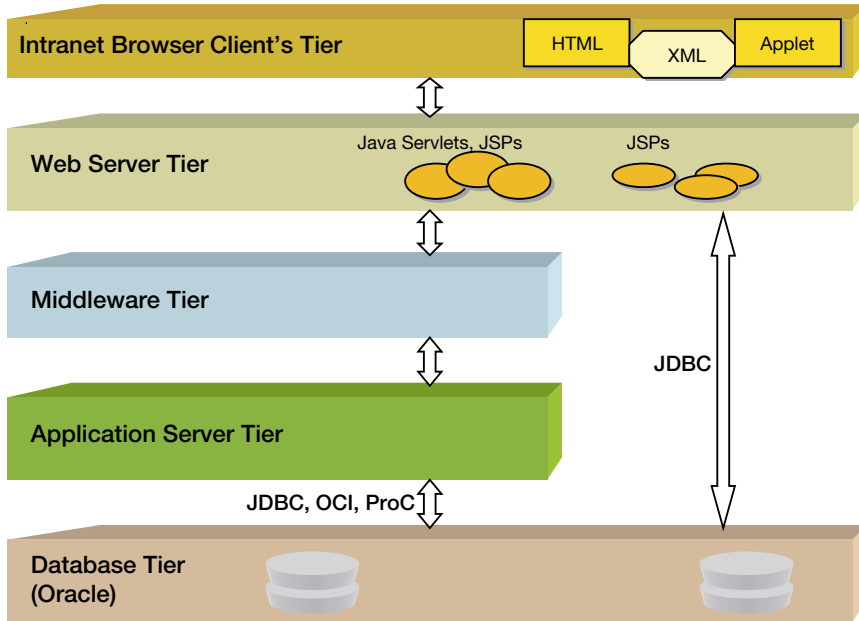 Intranet Browser Client's Tier
HTML
XML
Applet
Web Server Tier
Java Servlets, JSPs
JSPs
Middleware Tier
JDBC
Application Server Tier
JDBC, OCI, ProC
Database Tier
(Oracle)